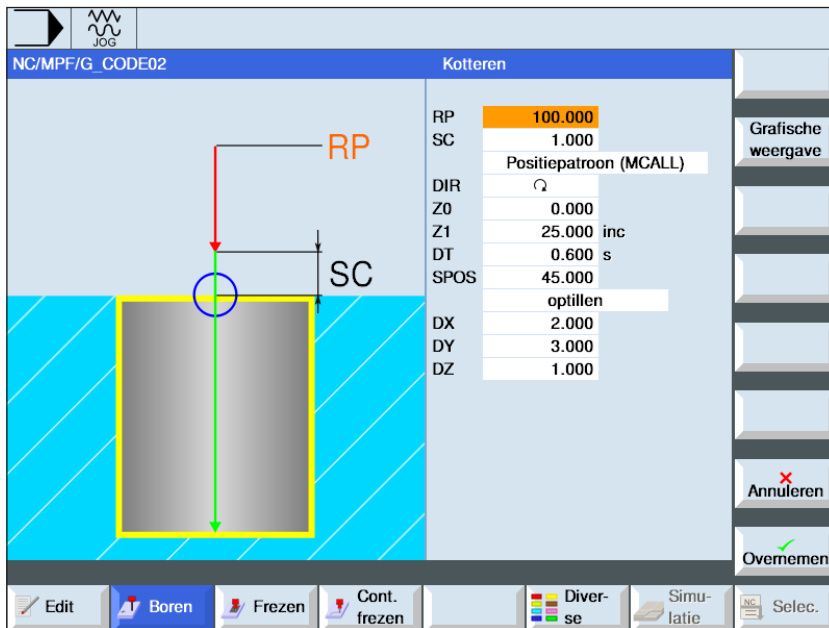 JOG
NC/MPF/G_CODE02
Kotteren
RP
SC
RP 100.000
SC 1.000
Positiepatroon (MCALL)
DIR
Z0 0.000
Z1 25.000 inc
DT 0.600 s
SPOS 45.000
optillen
DX 2.000
DY 3.000
DZ 1.000
Grafische
weergave
Annuleren
Overnemen
Edit
Boren
Frezen
Cont.
frezen
Diver-
se
Simu-
latie
NC
Selec.